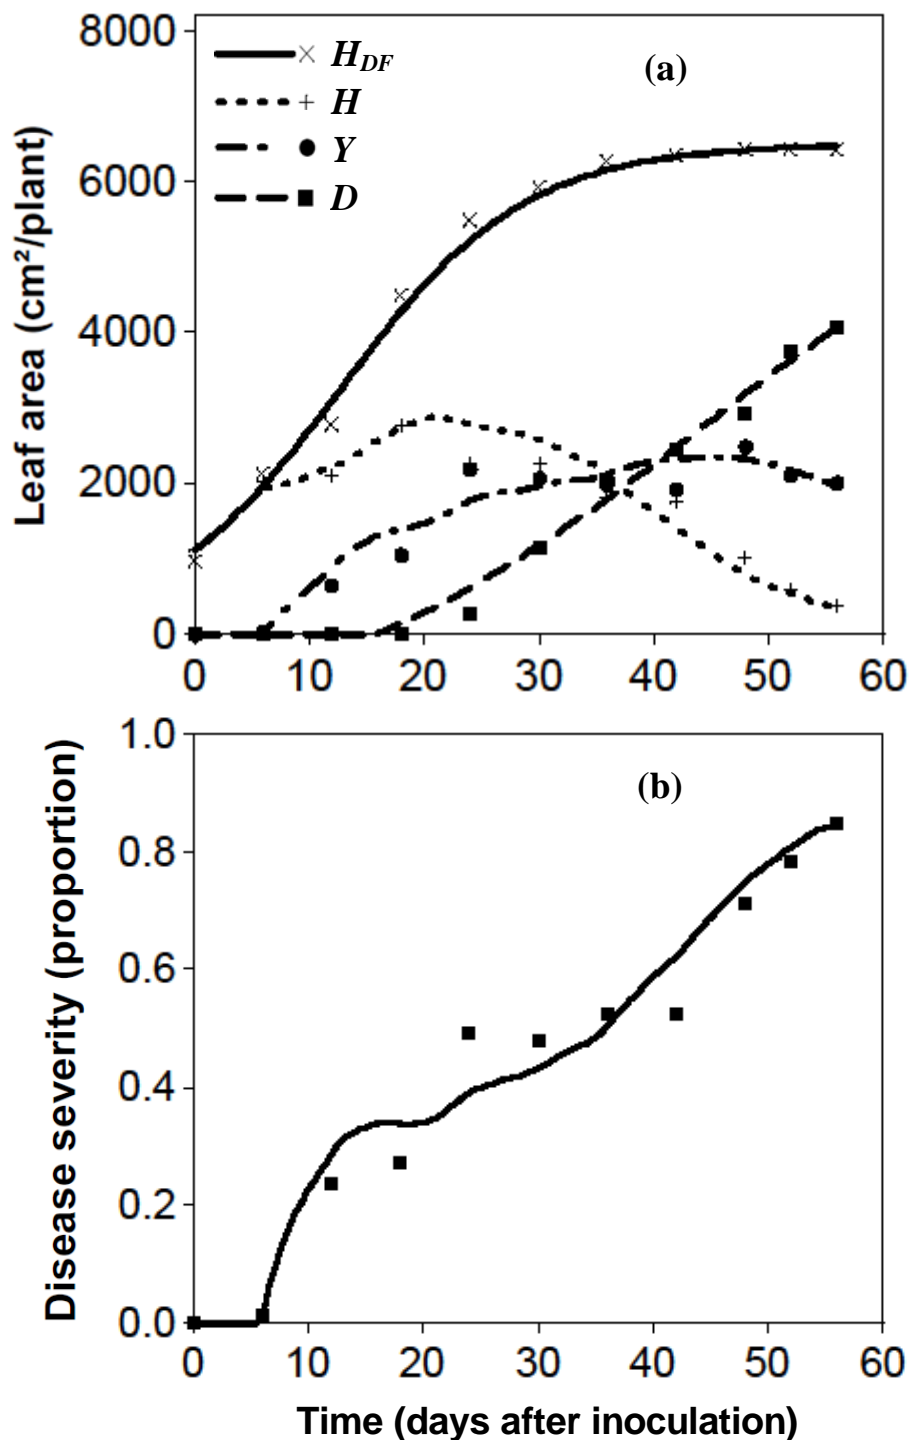 8000
6000
4000
2000
0
Leaf area (cm²/plant)
H_DF
H
Y
D
(a)
0 10 20 30 40 50 60
1.0
0.8
0.6
0.4
0.2
0.0
Disease severity (proportion)
(b)
0 10 20 30 40 50 60
Time (days after inoculation)